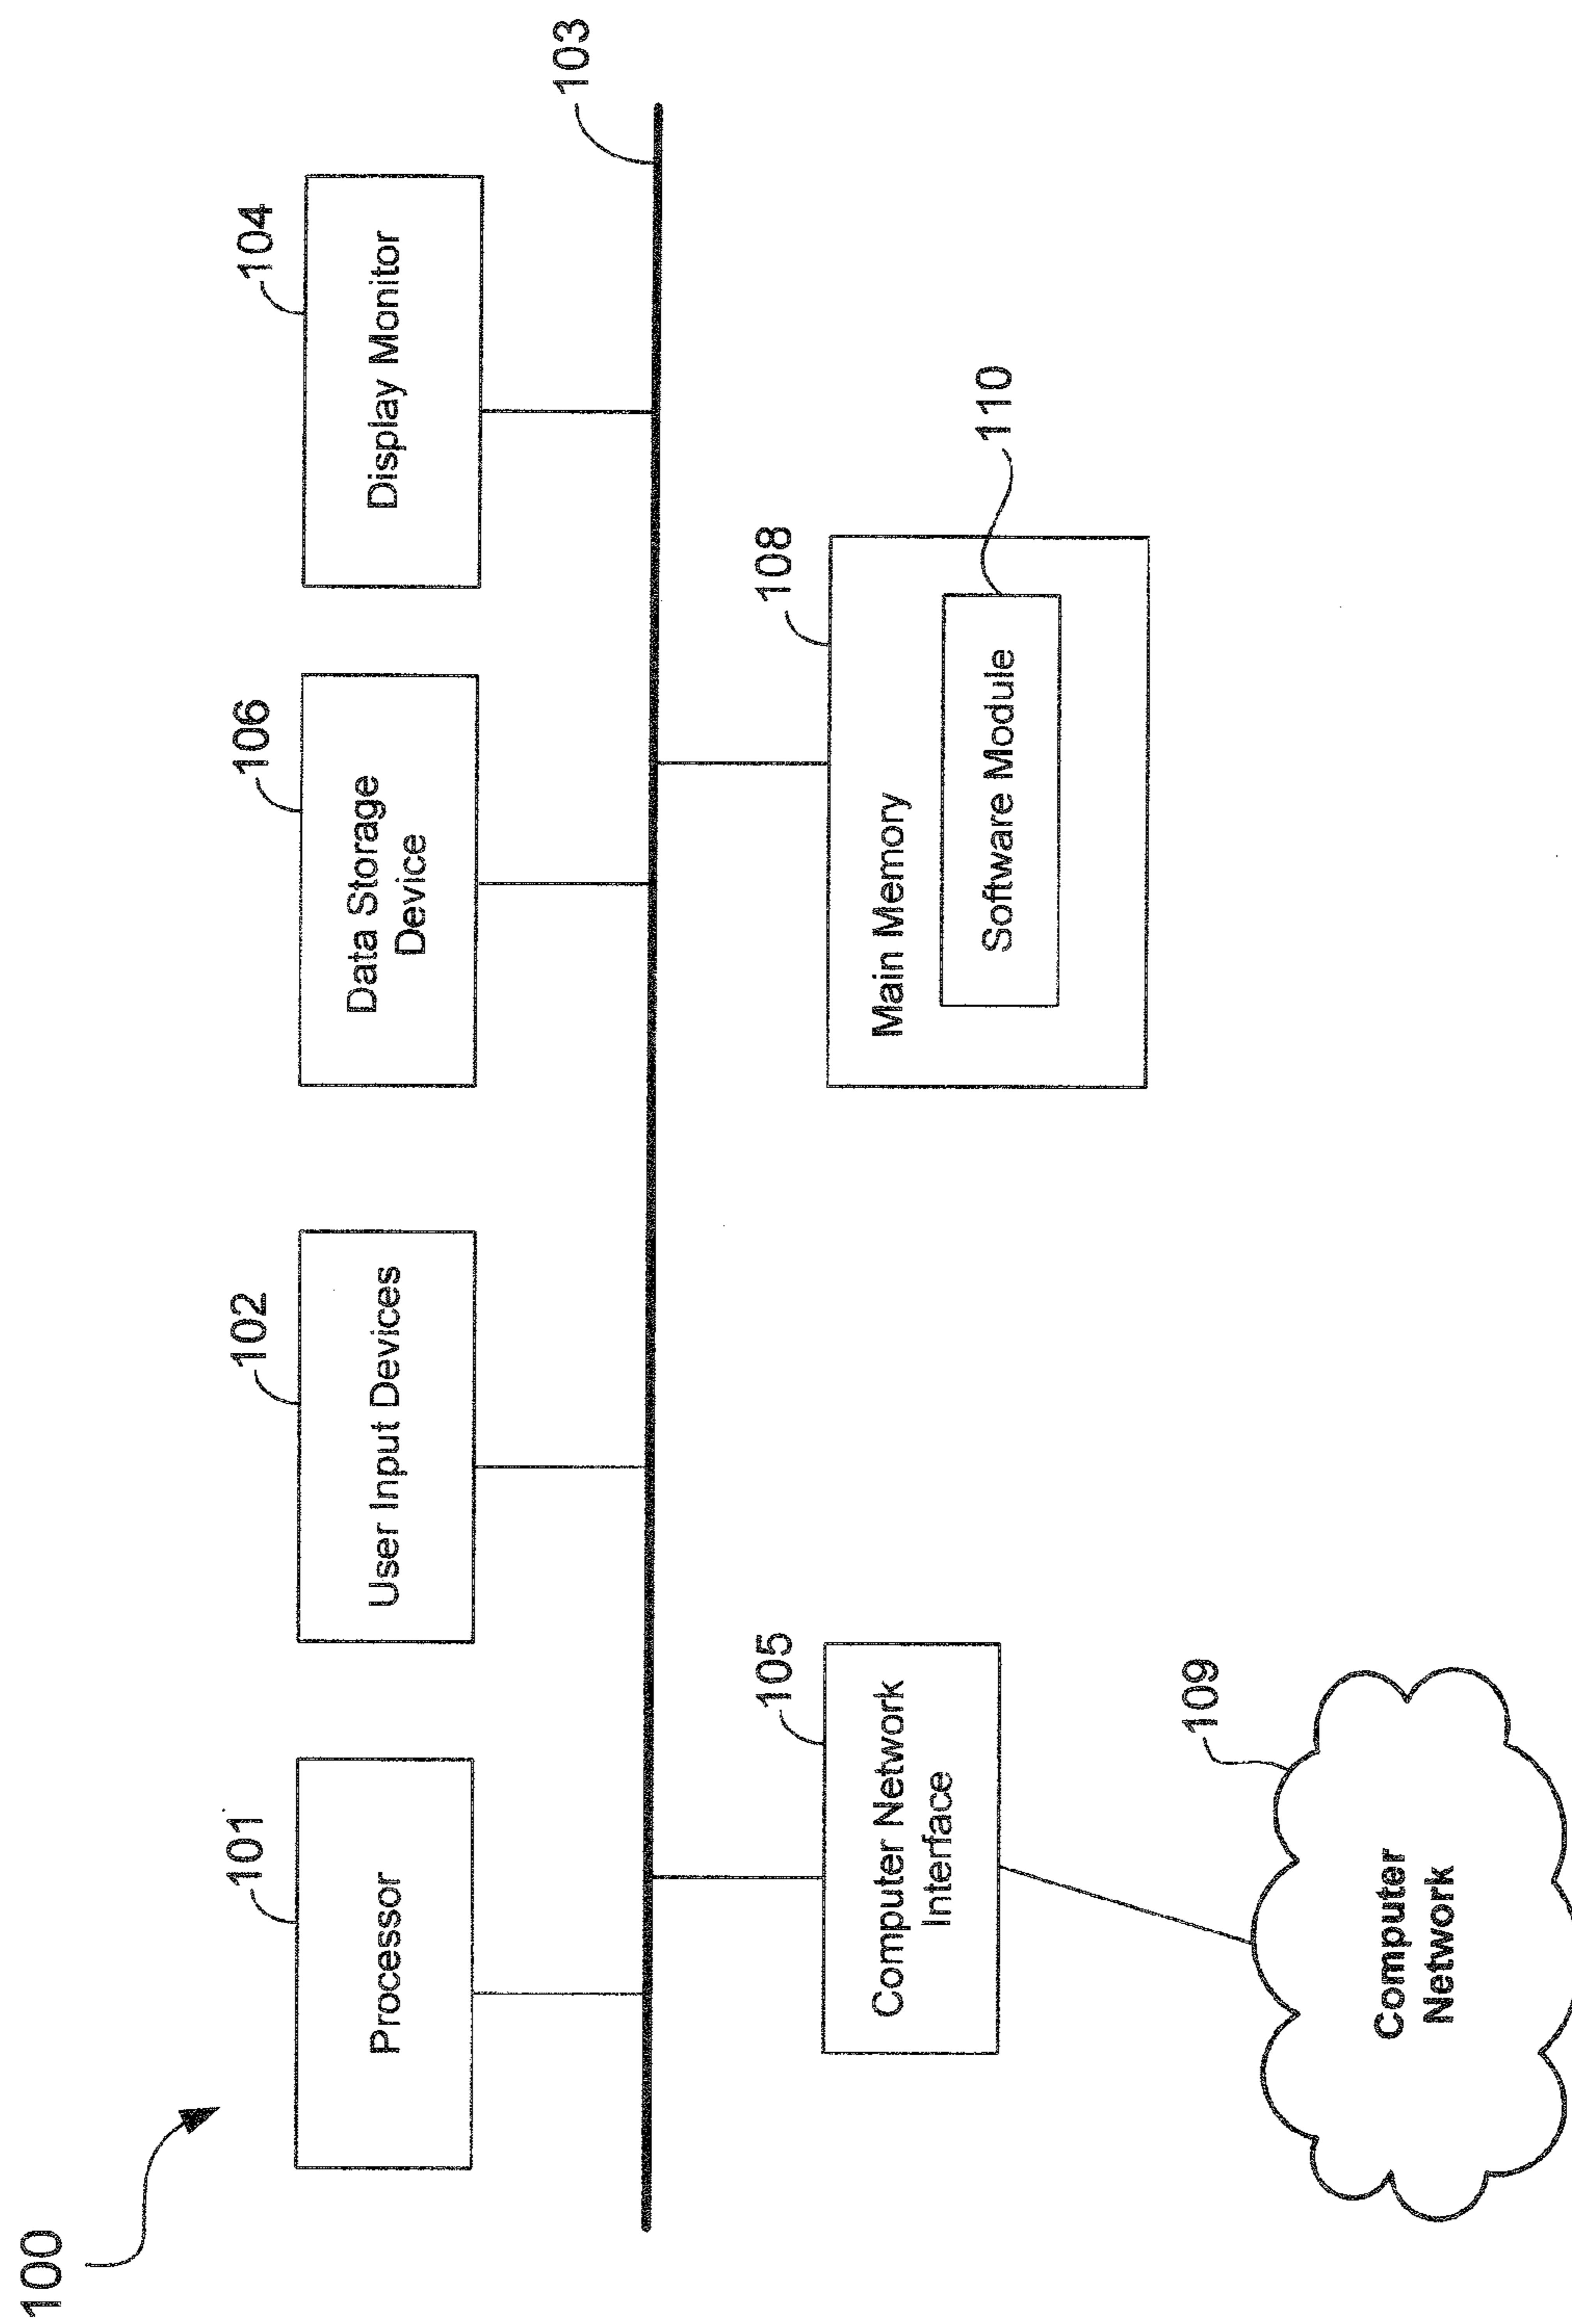 100
101
Processor
102
User Input Devices
106
Data Storage
Device
104
Display Monitor
103
105
Computer Network
Interface
108
Main Memory
Software Module
110
109
Computer
Network